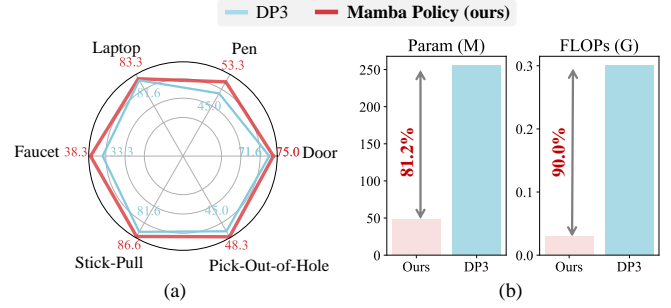 DP3 Mamba Policy (ours)
Laptop
83.3
81.6
Pen
53.3
45.0
Faucet
38.3
33.3
71.6
75.0
Door
81.6
45.0
86.6
48.3
Stick-Pull
Pick-Out-of-Hole
(a)
Param (M)
250
200
150
100
50
0
81.2%
Ours
DP3
FLOPs (G)
0.3
0.2
0.1
0.0
90.0%
Ours
DP3
(b)